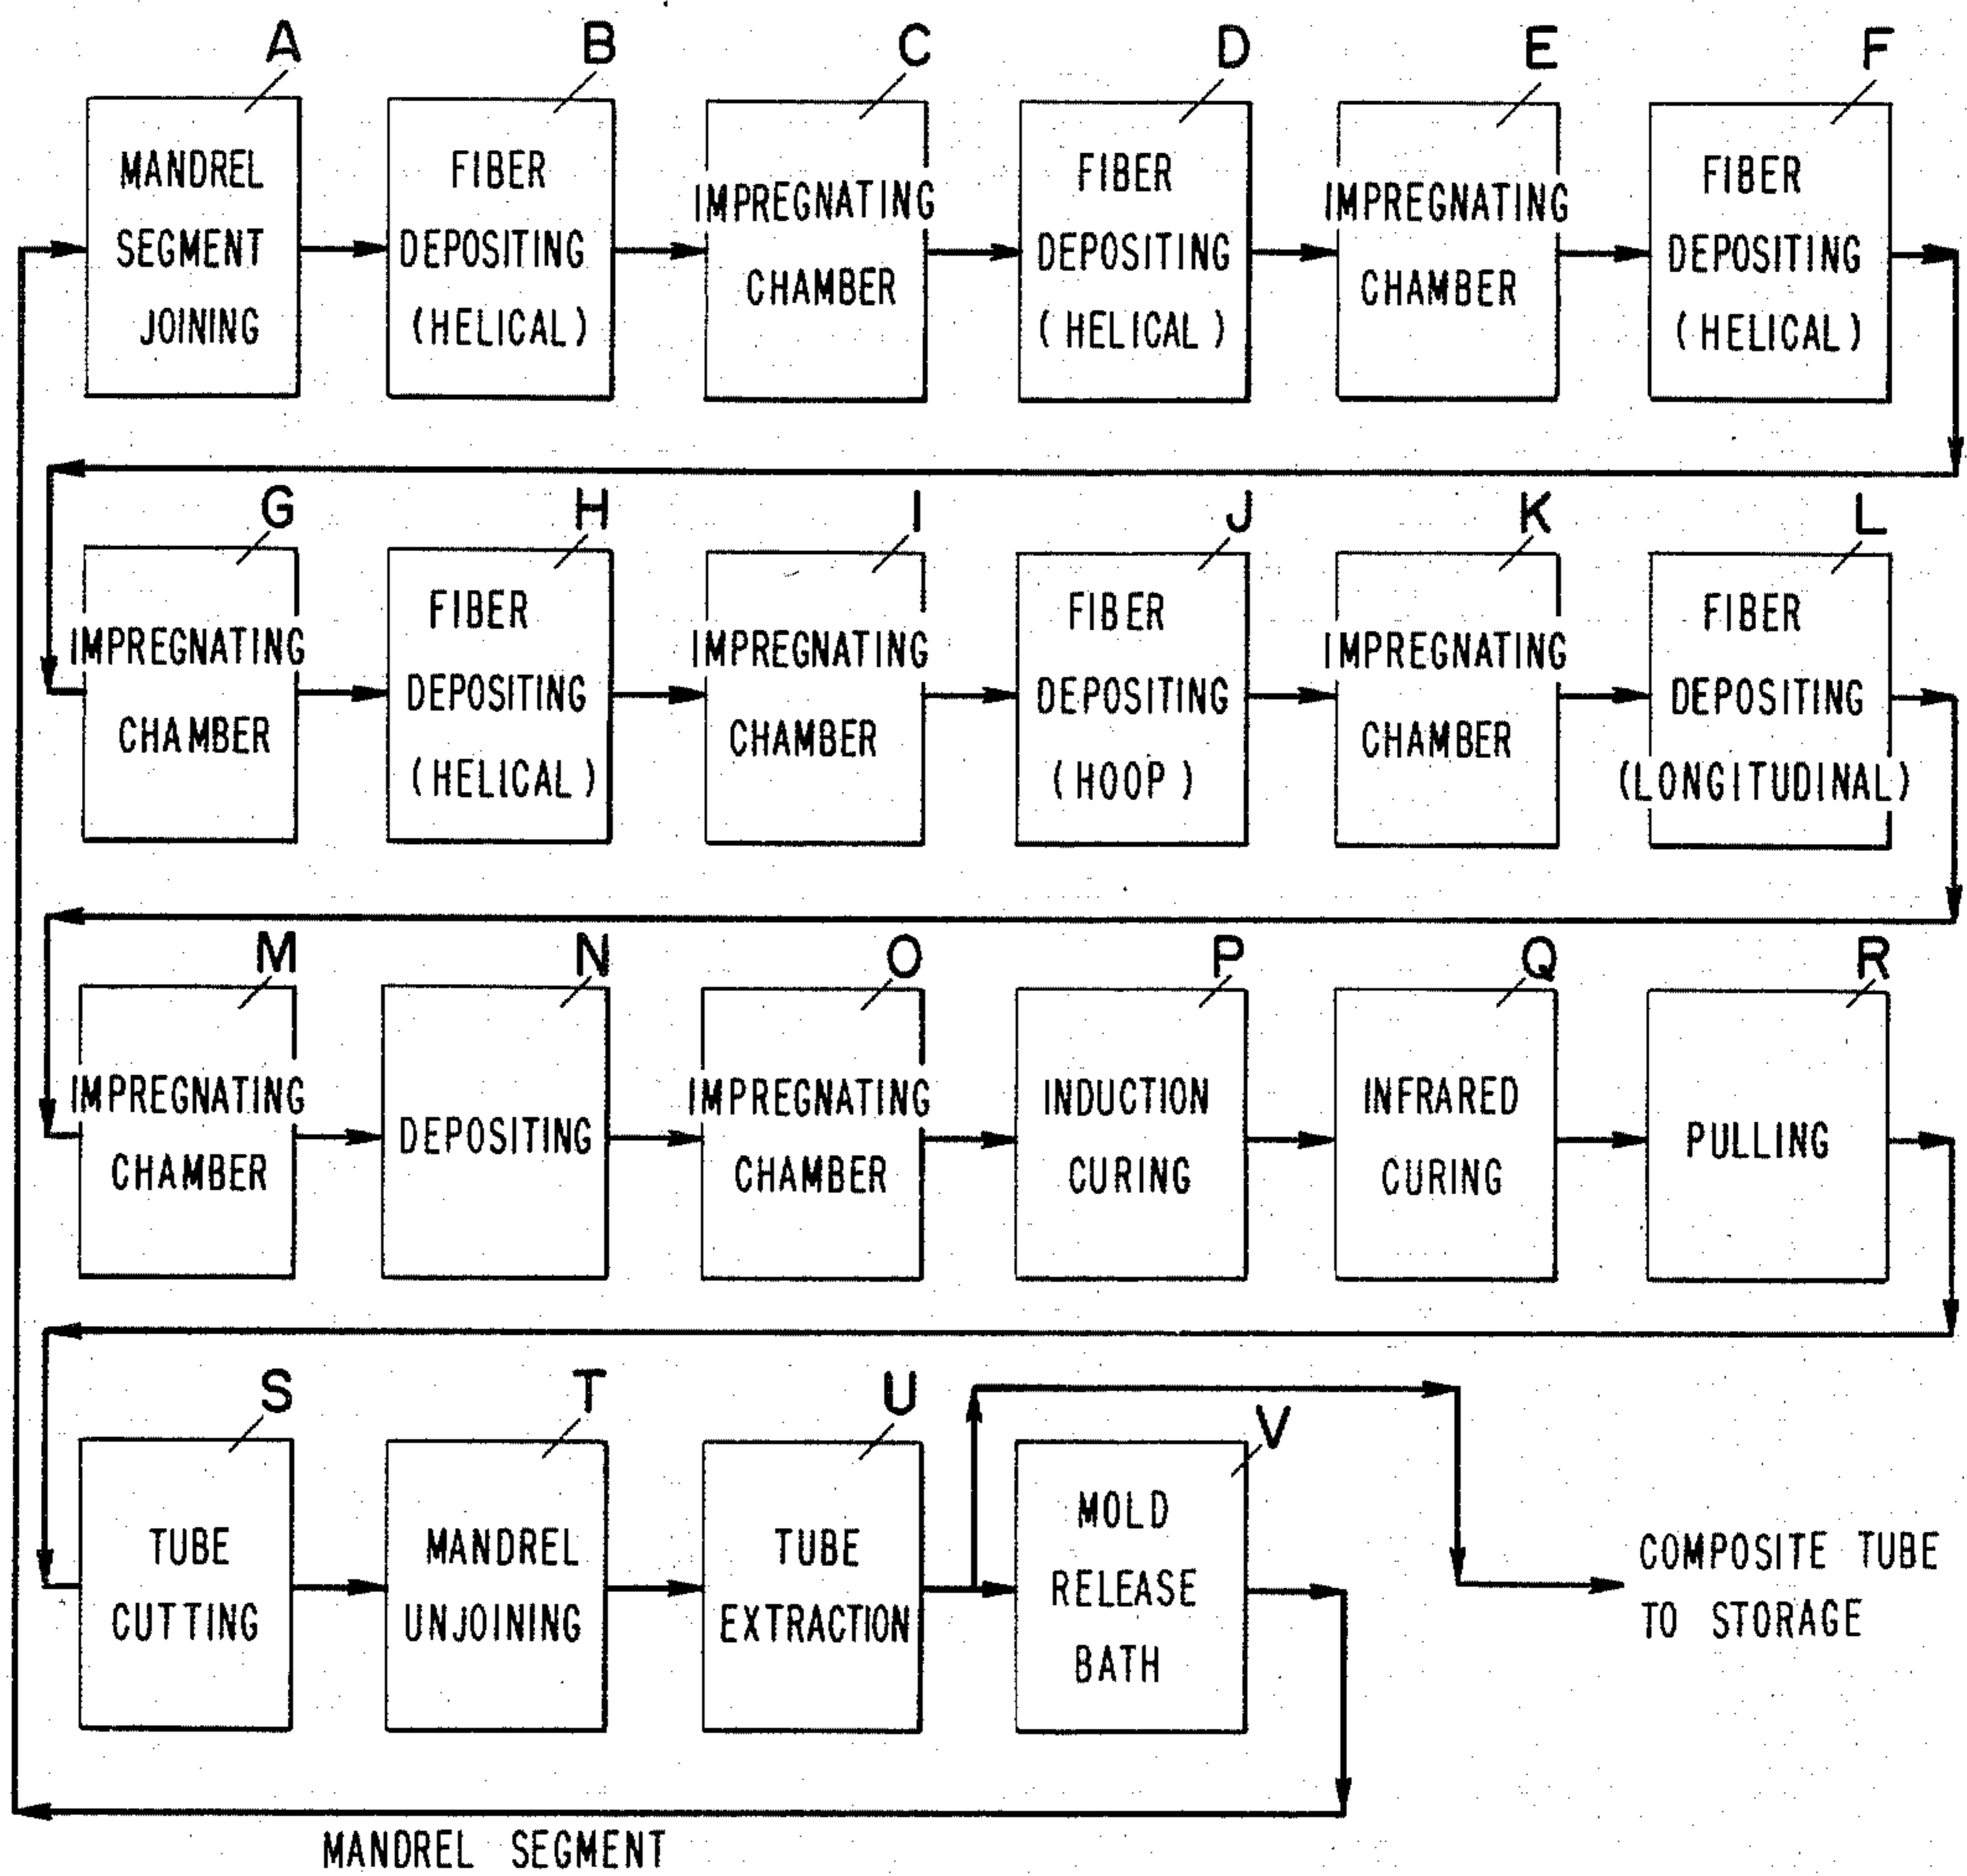 A
B
C
D
E
F
MANDREL
SEGMENT
JOINING
FIBER
DEPOSITING
(HELICAL)
IMPREGNATING
CHAMBER
FIBER
DEPOSITING
(HELICAL)
IMPREGNATING
CHAMBER
FIBER
DEPOSITING
(HELICAL)
G
H
I
J
K
L
IMPREGNATING
CHAMBER
FIBER
DEPOSITING
(HELICAL)
IMPREGNATING
CHAMBER
FIBER
DEPOSITING
(HOOP)
IMPREGNATING
CHAMBER
FIBER
DEPOSITING
(LONGITUDINAL)
M
N
O
P
Q
R
IMPREGNATING
CHAMBER
DEPOSITING
IMPREGNATING
CHAMBER
INDUCTION
CURING
INFRARED
CURING
PULLING
S
T
U
V
TUBE
CUTTING
MANDREL
UNJOINING
TUBE
EXTRACTION
MOLD
RELEASE
BATH
COMPOSITE TUBE
TO STORAGE
MANDREL SEGMENT